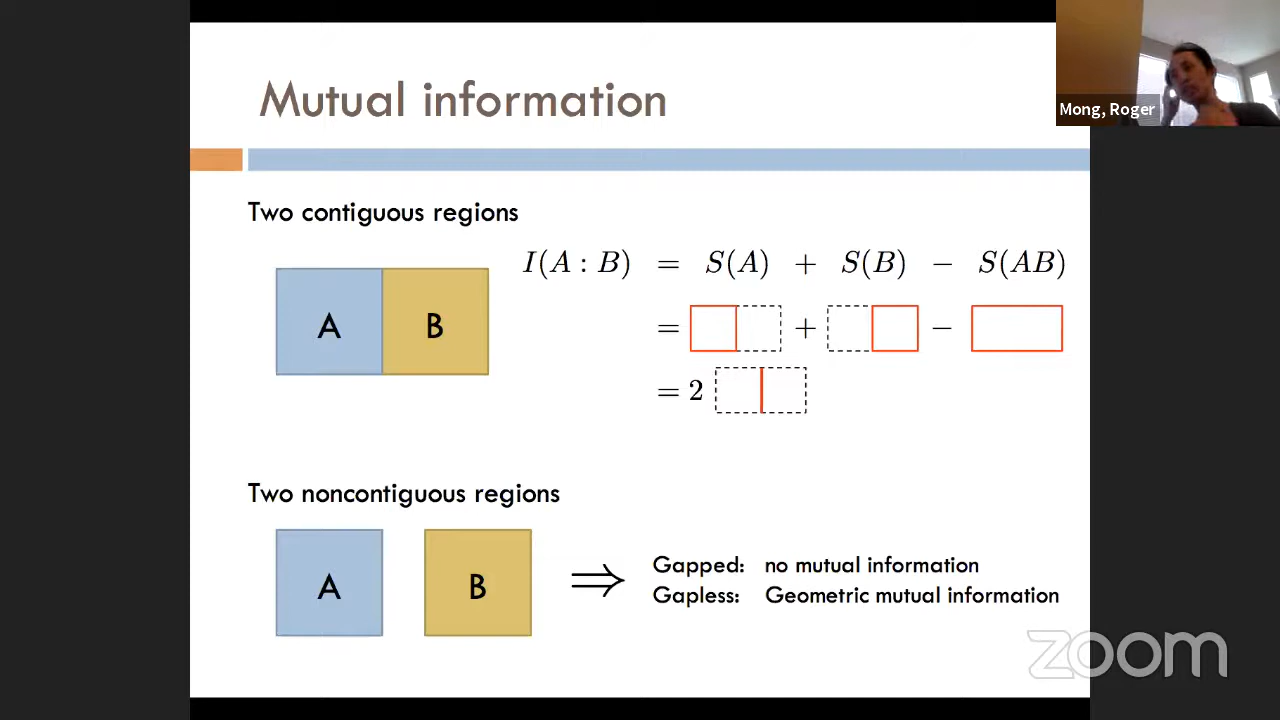 Mutual information
Mong, Roger
Two contiguous regions
I(A : B) = S(A) + S(B) − S(AB)
A B
= + −
= 2
Two noncontiguous regions
A B ⟹
Gapped: no mutual information
Gapless: Geometric mutual information
zoom